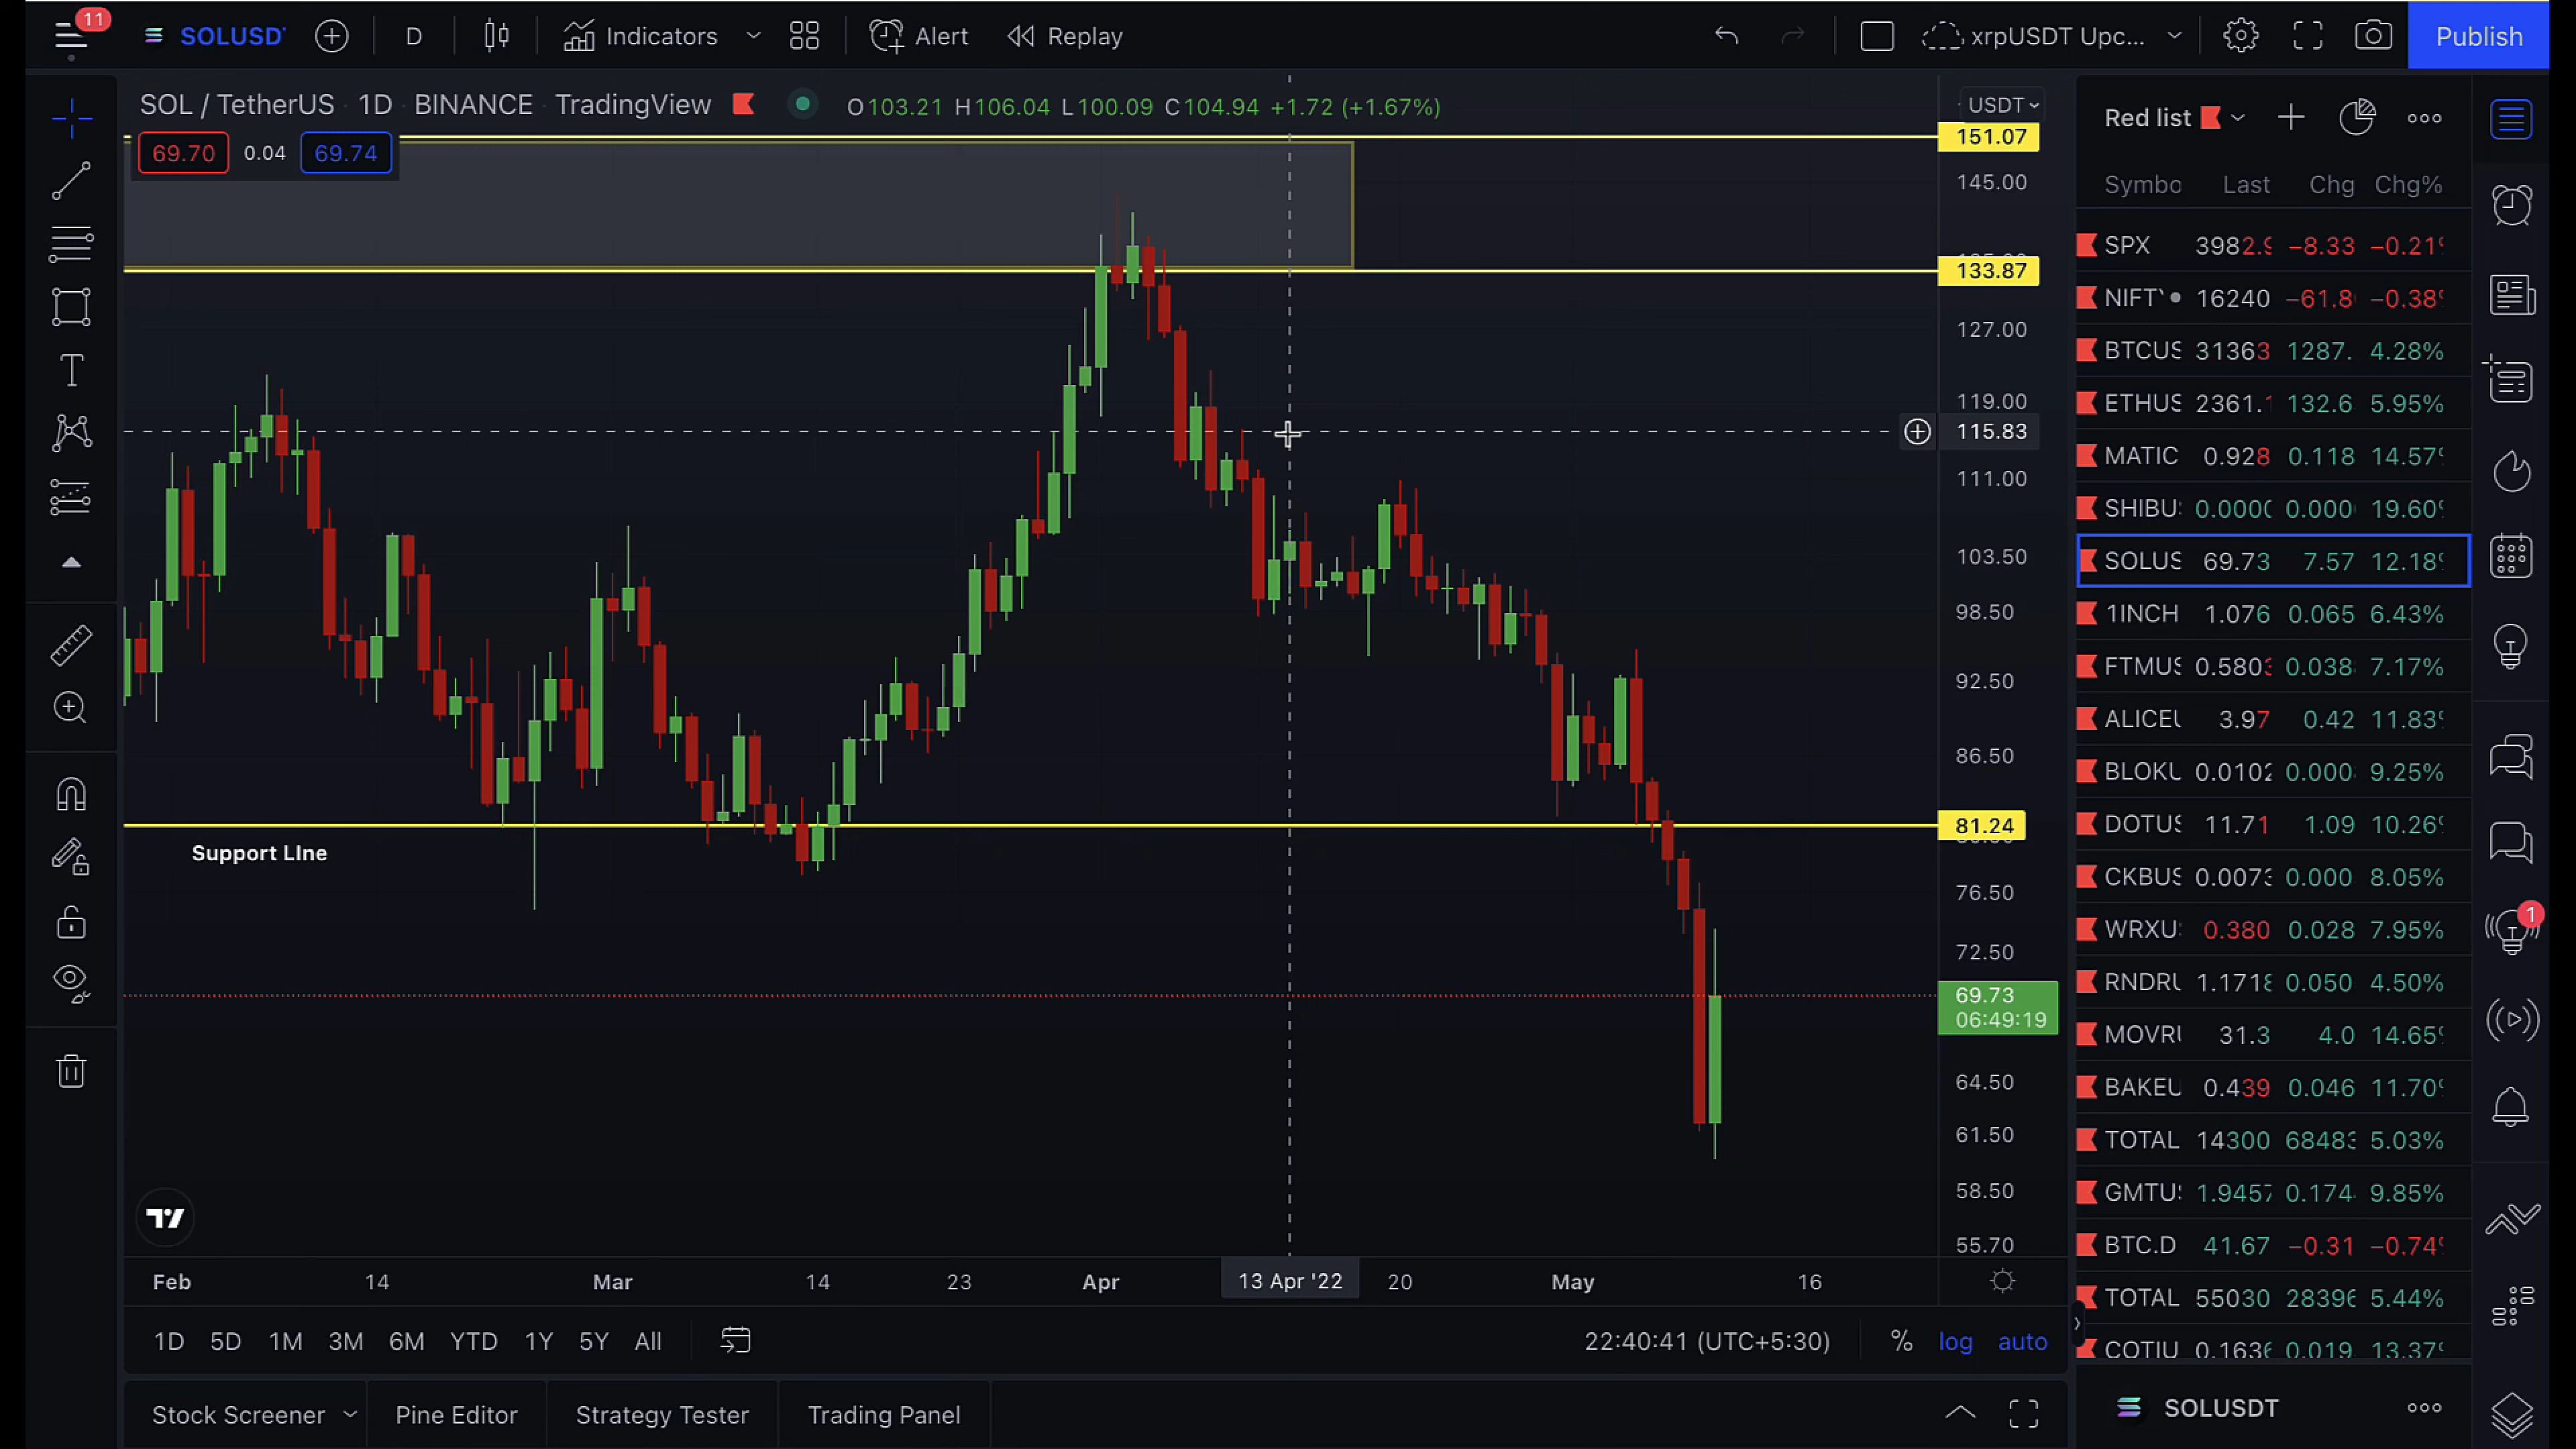 11
SOLUSD
D
Indicators
Alert
Replay
xrpUSDT Upc...
Publish
SOL / TetherUS · 1D · BINANCE · TradingView
O103.21 H106.04 L100.09 C104.94 +1.72 (+1.67%)
69.70 0.04 69.74
USDT
151.07
145.00
133.87
127.00
119.00
115.83
111.00
103.50
98.50
92.50
86.50
81.24
76.50
72.50
69.73
06:49:19
64.50
61.50
58.50
55.70
Support LIne
Feb 14 Mar 14 23 Apr 13 Apr '22 20 May 16
1D 5D 1M 3M 6M YTD 1Y 5Y All
22:40:41 (UTC+5:30) % log auto
Stock Screener Pine Editor Strategy Tester Trading Panel
Red list
Symbo Last Chg Chg%
SPX 3982.9 −8.33 −0.21
NIFTY 16240 −61.8 −0.38
BTCUS 31363 1287. 4.28%
ETHUS 2361. 132.6 5.95%
MATIC 0.928 0.118 14.57
SHIBU 0.000 0.000 19.60
SOLUS 69.73 7.57 12.18
1INCH 1.076 0.065 6.43%
FTMUS 0.580 0.038 7.17%
ALICE 3.97 0.42 11.83
BLOKU 0.0102 0.000 9.25%
DOTUS 11.71 1.09 10.26
CKBUS 0.0073 0.000 8.05%
WRXU 0.380 0.028 7.95%
RNDRU 1.1718 0.050 4.50%
MOVRU 31.3 4.0 14.65
BAKEU 0.439 0.046 11.70
TOTAL 14300 68483 5.03%
GMTU 1.9457 0.174 9.85%
BTC.D 41.67 −0.31 −0.74
TOTAL 55030 28396 5.44%
COTIU 0.1636 0.019 13.37
1
SOLUSDT